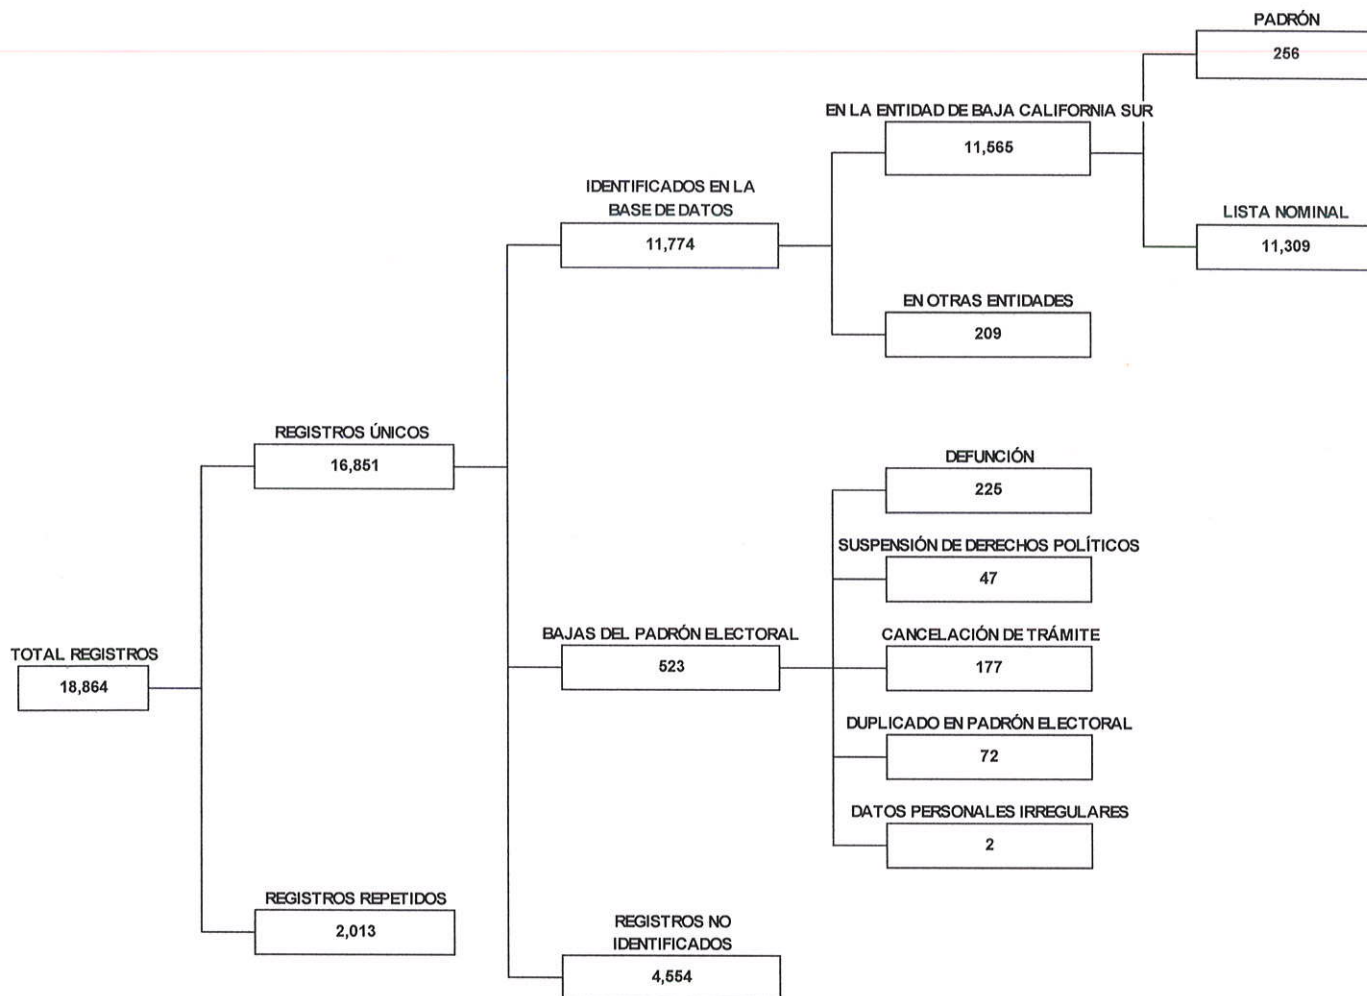 PADRÓN
256
EN LA ENTIDAD DE BAJA CALIFORNIA SUR
11,565
IDENTIFICADOS EN LA
BASE DE DATOS
11,774
LISTA NOMINAL
11,309
EN OTRAS ENTIDADES
209
REGISTROS ÚNICOS
16,851
DEFUNCIÓN
225
SUSPENSIÓN DE DERECHOS POLÍTICOS
47
BAJAS DEL PADRÓN ELECTORAL
523
CANCELACIÓN DE TRÁMITE
177
TOTAL REGISTROS
18,864
DUPLICADO EN PADRÓN ELECTORAL
72
DATOS PERSONALES IRREGULARES
2
REGISTROS REPETIDOS
2,013
REGISTROS NO
IDENTIFICADOS
4,554